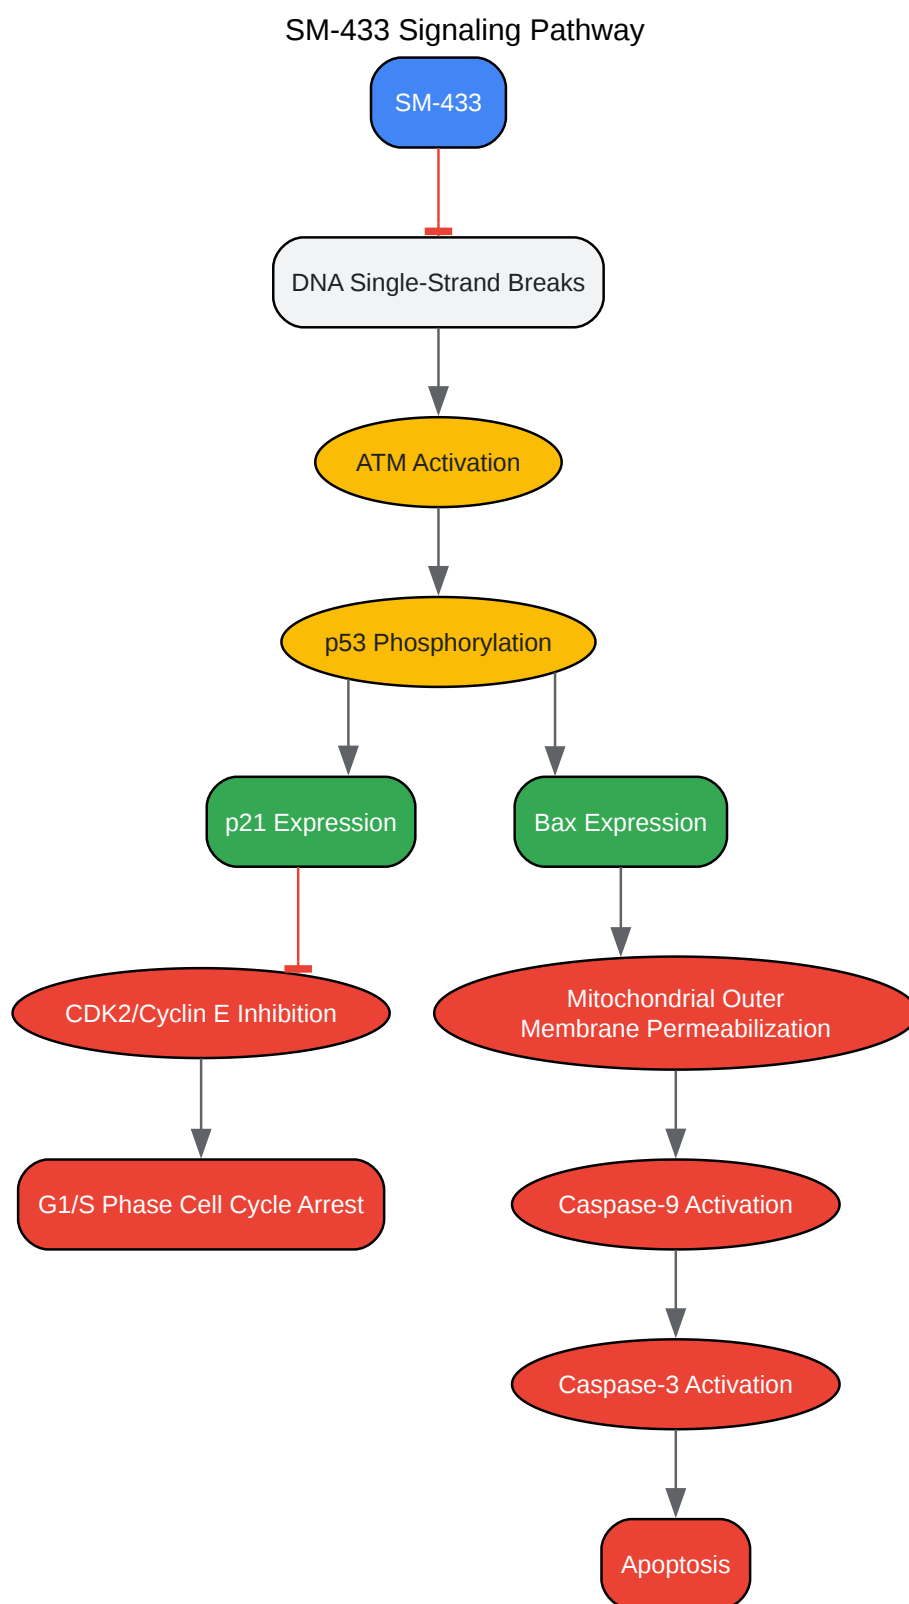 SM-433 Signaling Pathway
SM-433
DNA Single-Strand Breaks
ATM Activation
p53 Phosphorylation
p21 Expression
Bax Expression
CDK2/Cyclin E Inhibition
Mitochondrial Outer
Membrane Permeabilization
G1/S Phase Cell Cycle Arrest
Caspase-9 Activation
Caspase-3 Activation
Apoptosis